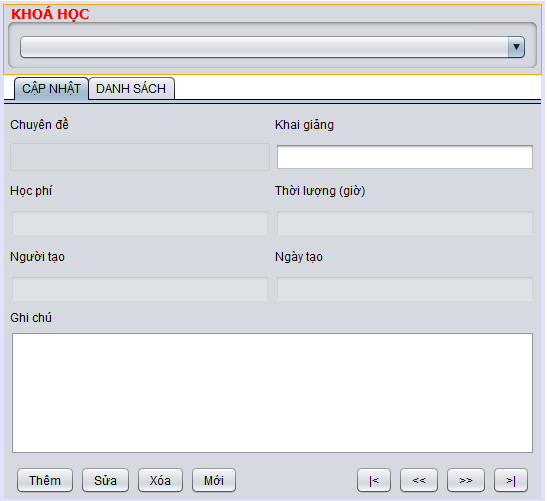 KHOÁ HỌC
CẬP NHẬT DANH SÁCH
Chuyên đề Khai giảng
Học phí Thời lượng (giờ)
Người tạo Ngày tạo
Ghi chú
Thêm Sửa Xóa Mới |< << >> >|